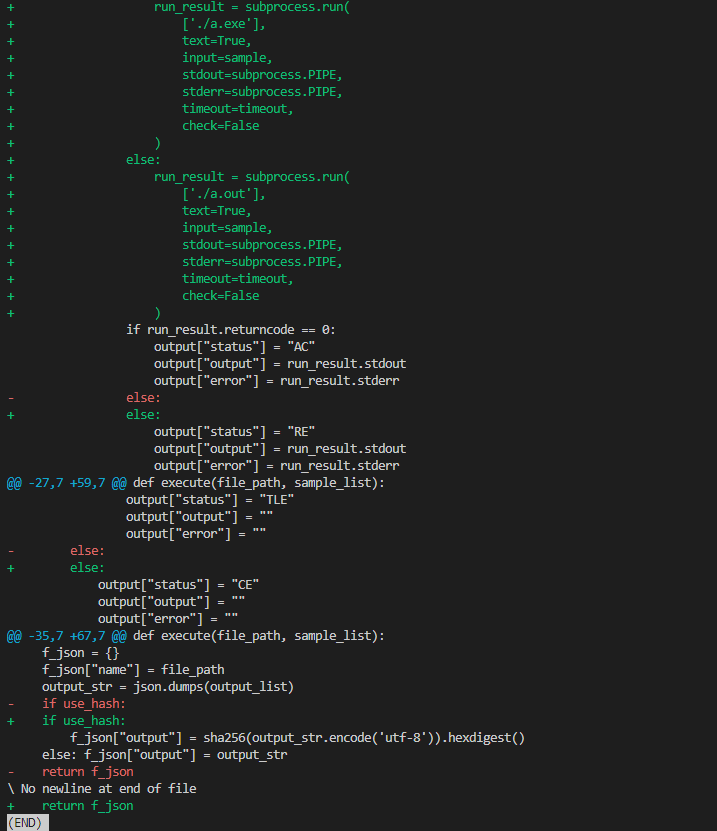 +                   run_result = subprocess.run(
+                       ['./a.exe'],
+                       text=True,
+                       input=sample,
+                       stdout=subprocess.PIPE,
+                       stderr=subprocess.PIPE,
+                       timeout=timeout,
+                       check=False
+                   )
+               else:
+                   run_result = subprocess.run(
+                       ['./a.out'],
+                       text=True,
+                       input=sample,
+                       stdout=subprocess.PIPE,
+                       stderr=subprocess.PIPE,
+                       timeout=timeout,
+                       check=False
+                   )
                if run_result.returncode == 0:
                    output["status"] = "AC"
                    output["output"] = run_result.stdout
                    output["error"] = run_result.stderr
-               else:
+               else:
                    output["status"] = "RE"
                    output["output"] = run_result.stdout
                    output["error"] = run_result.stderr
@@ -27,7 +59,7 @@ def execute(file_path, sample_list):
                output["status"] = "TLE"
                output["output"] = ""
                output["error"] = ""
-       else:
+       else:
            output["status"] = "CE"
            output["output"] = ""
            output["error"] = ""
@@ -35,7 +67,7 @@ def execute(file_path, sample_list):
    f_json = {}
    f_json["name"] = file_path
    output_str = json.dumps(output_list)
-   if use_hash:
+   if use_hash:
        f_json["output"] = sha256(output_str.encode('utf-8')).hexdigest()
    else: f_json["output"] = output_str
-   return f_json
\ No newline at end of file
+   return f_json
(END)